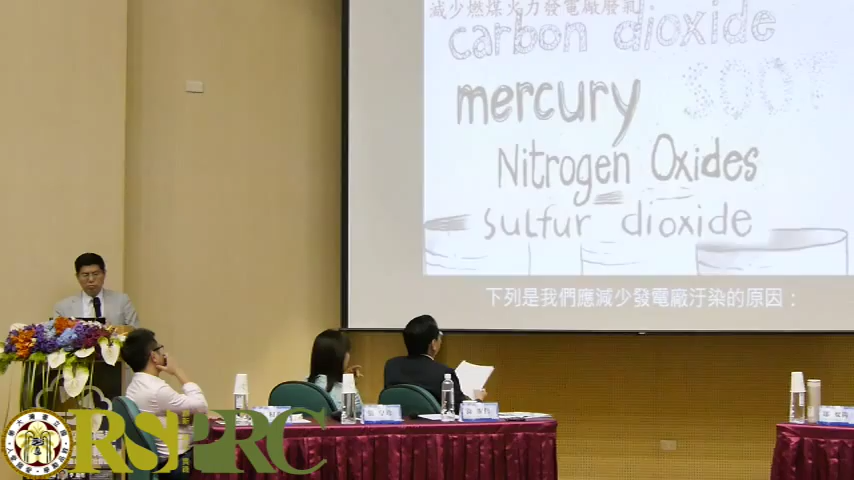 減少燃煤火力發電廠廢氣
carbon dioxide
mercury
SOOT
Nitrogen Oxides
sulfur dioxide
下列是我們應減少發電廠汙染的原因：
RSPRC